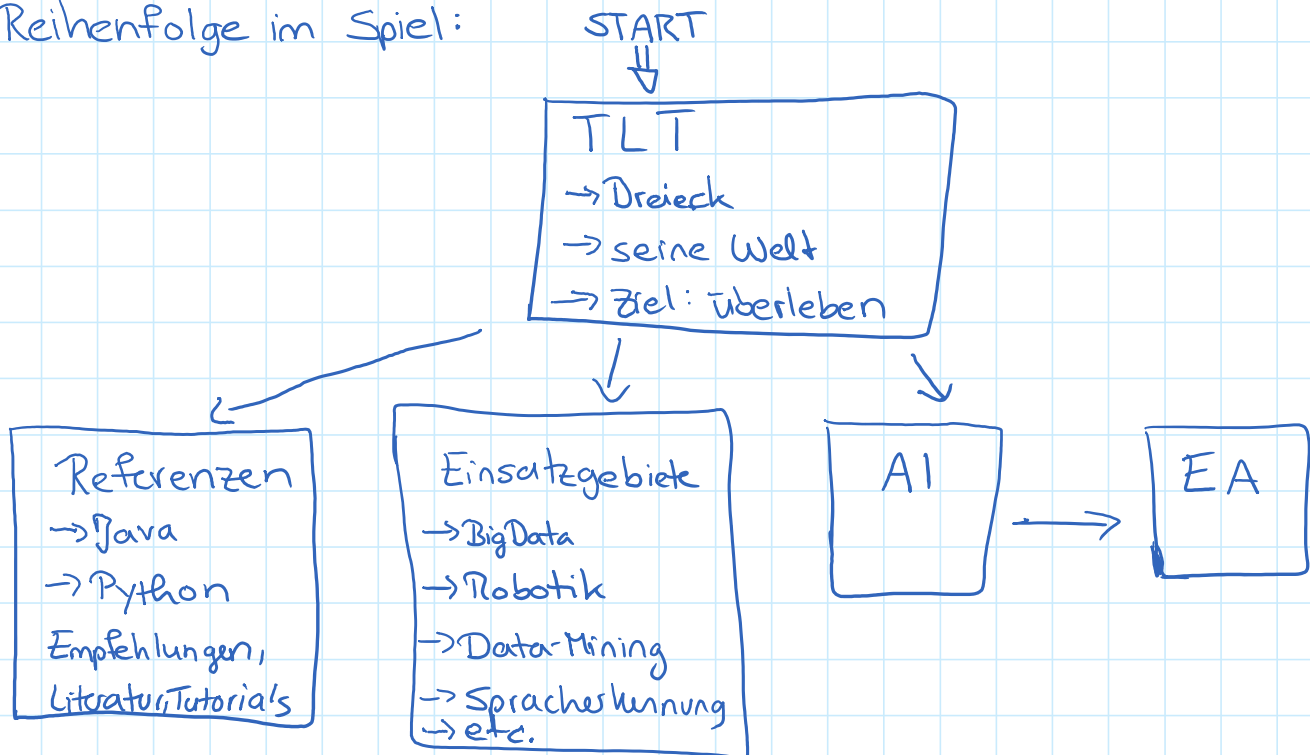 Reihenfolge im Spiel:
START
TLT
→ Dreieck
→ seine Welt
→ Ziel: überleben
Referenzen
→ Java
→ Python
Empfehlungen,
Literatur, Tutorials
Einsatzgebiete
→ BigData
→ Robotik
→ Data-Mining
→ Spracherkennung
→ etc.
AI
EA